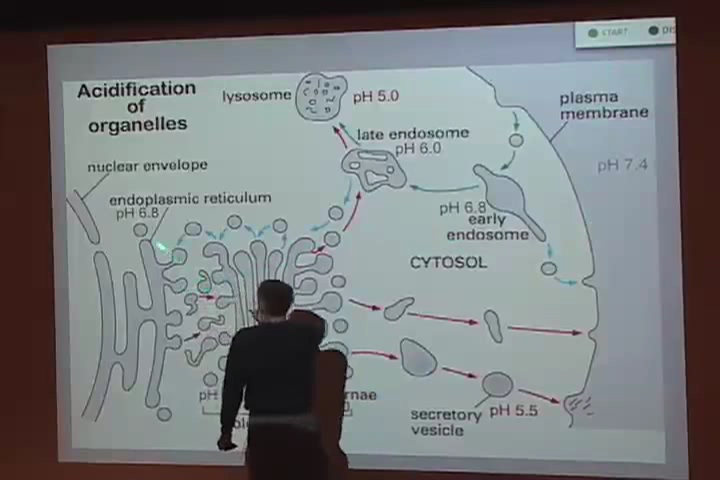 START
Acidification
of
organelles
lysosome
pH 5.0
plasma
membrane
late endosome
pH 6.0
pH 7.4
nuclear envelope
endoplasmic reticulum
pH 6.8
pH 6.8
early
endosome
CYTOSOL
pH
secretory
vesicle
pH 5.5